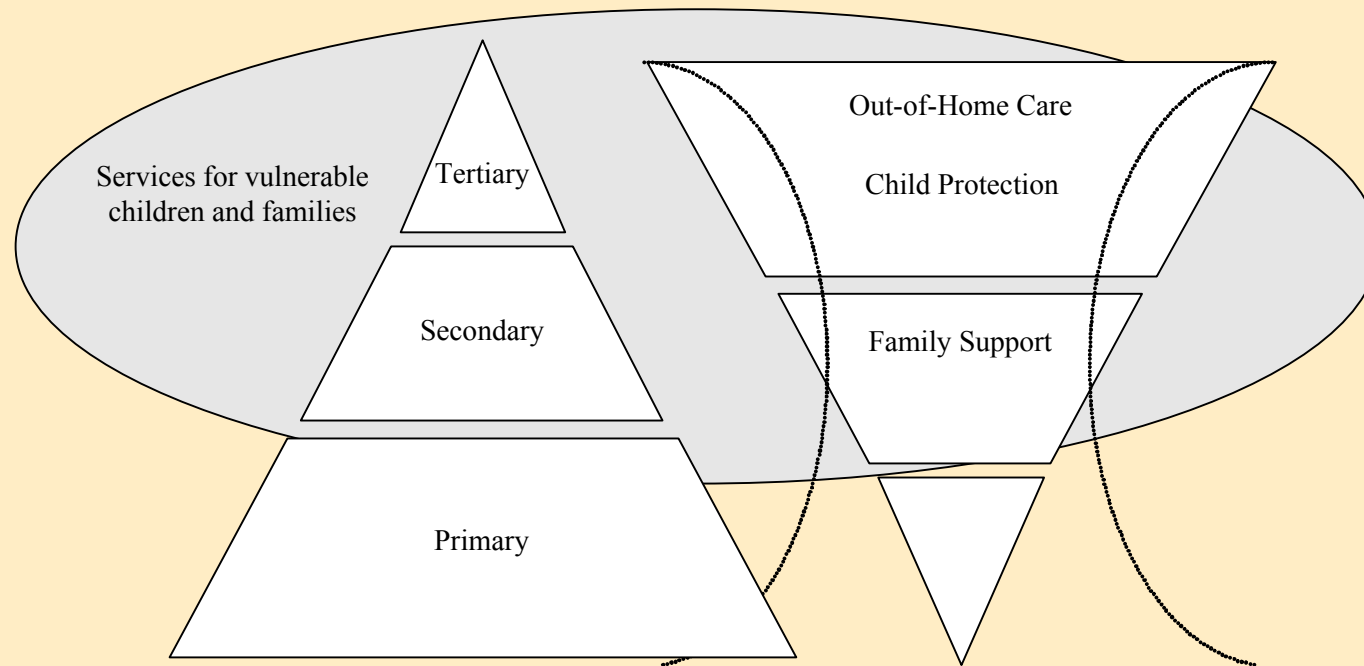 Services for vulnerable
children and families
Tertiary
Secondary
Primary
Out-of-Home Care
Child Protection
Family Support